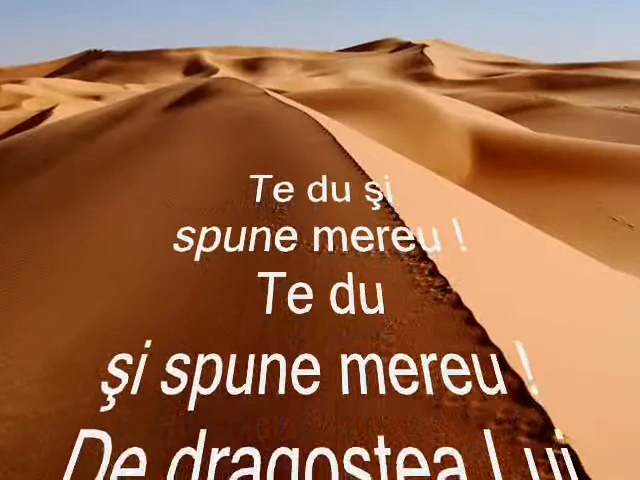 Te du şi
spune mereu !
Te du
şi spune mereu !
De dragostea Lui